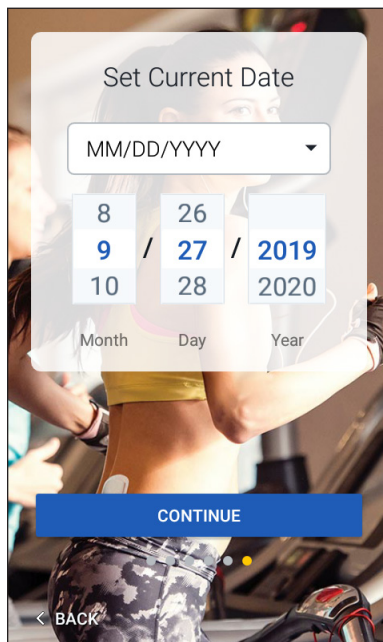 Set Current Date
MM/DD/YYYY
8 26
9 / 27 / 2019
10 28 2020
Month Day Year
CONTINUE
< BACK